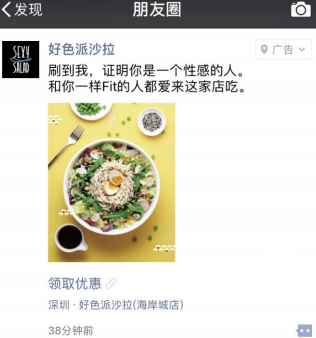 发现
朋友圈
SEXY
SALAD
好色派沙拉
广告
刷到我，证明你是一个性感的人。
和你一样Fit的人都爱来这家店吃。
领取优惠
深圳·好色派沙拉(海岸城店)
38分钟前